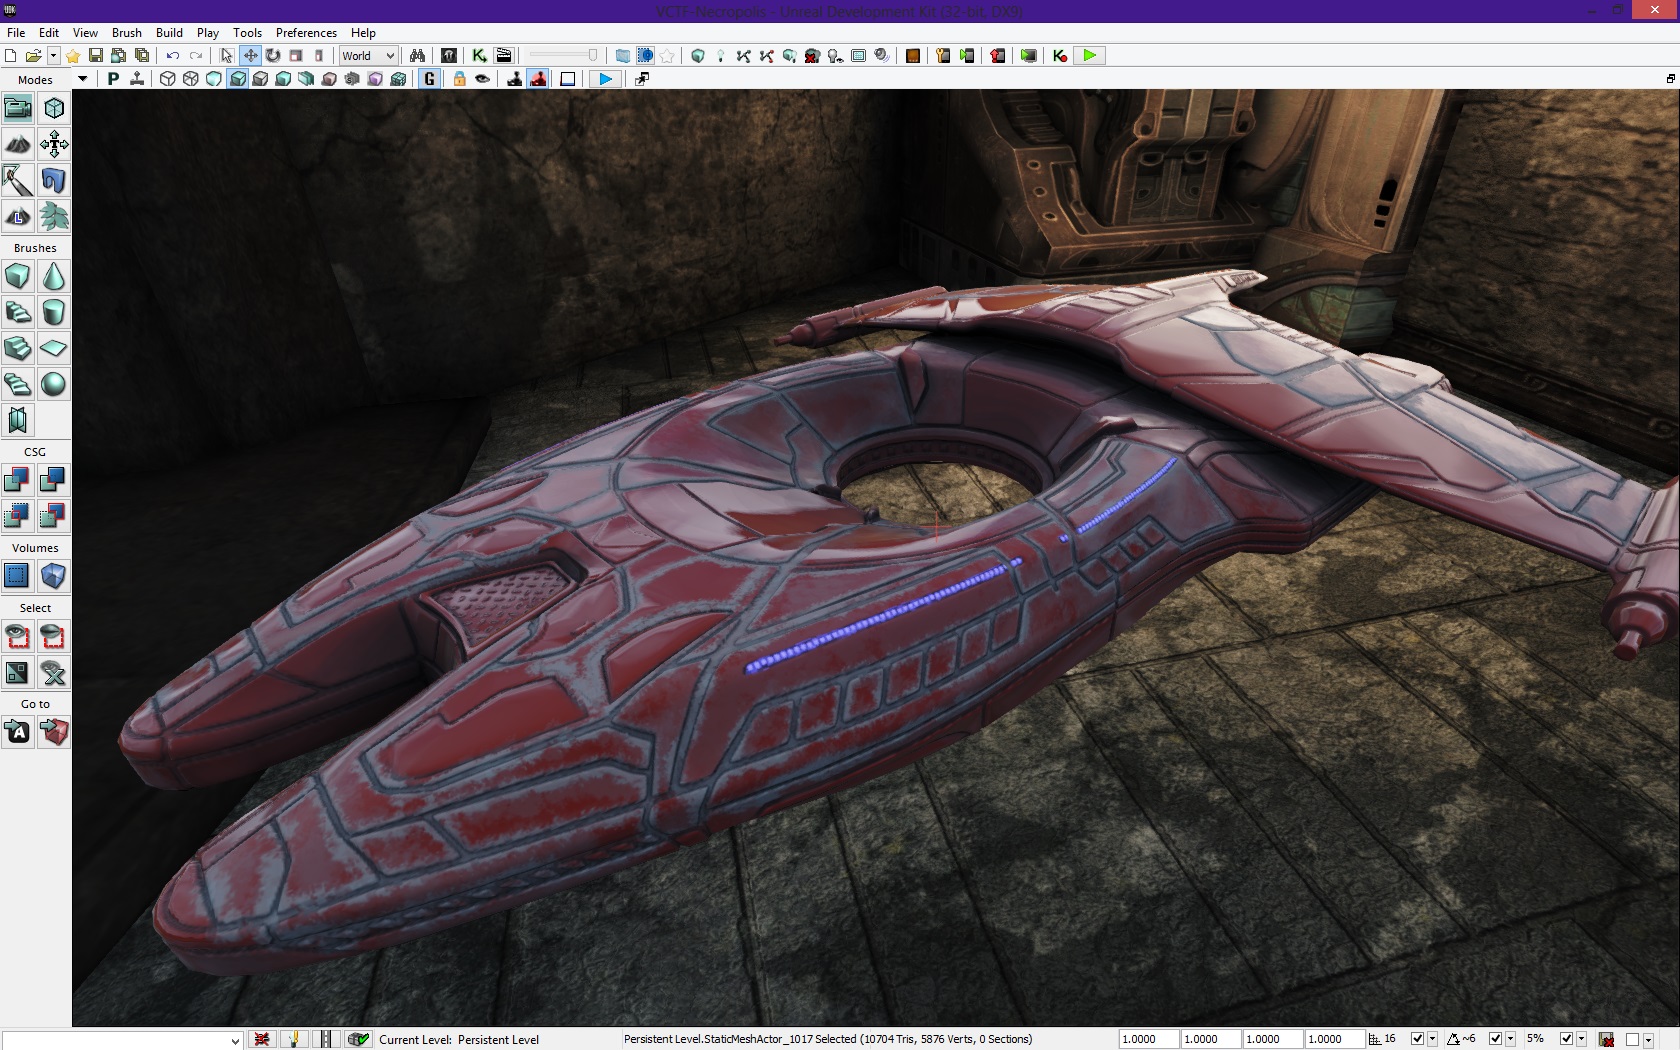 UDK
VCTF-Necropolis - Unreal Development Kit (32-bit, DX9)
File Edit View Brush Build Play Tools Preferences Help
World
Modes
P
G
L
Brushes
CSG
Volumes
Select
Go to
A
Current Level: Persistent Level
Persistent Level.StaticMeshActor_1017 Selected (10704 Tris, 5876 Verts, 0 Sections)
1.0000 1.0000 1.0000 1.0000 16 ~6 5%